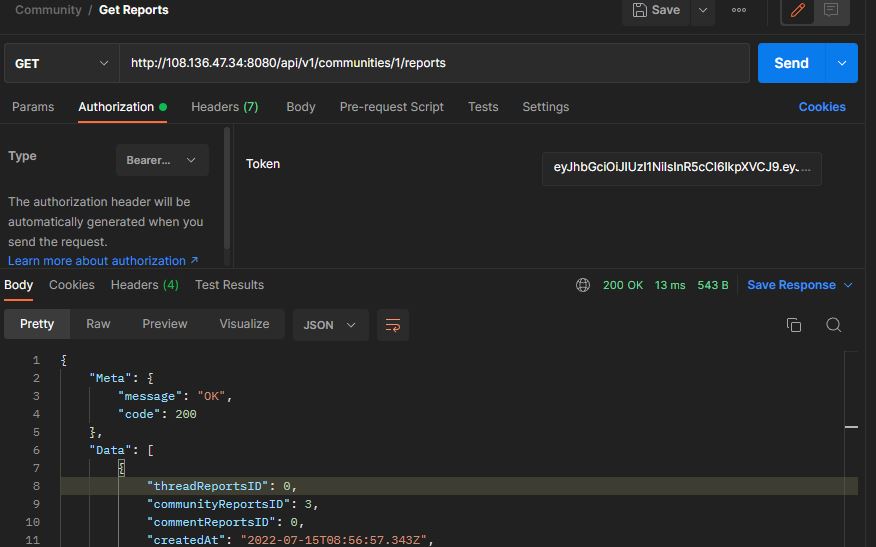 Community / Get Reports
Save
GET http://108.136.47.34:8080/api/v1/communities/1/reports Send
Params Authorization Headers (7) Body Pre-request Script Tests Settings Cookies
Type Bearer...
Token
The authorization header will be
automatically generated when you
send the request.
Learn more about authorization ↗
Body Cookies Headers (4) Test Results 200 OK 13 ms 543 B Save Response
Pretty Raw Preview Visualize JSON
1 {
2 "Meta": {
3 "message": "OK",
4 "code": 200
5 },
6 "Data": [
7 {
8 "threadReportsID": 0,
9 "communityReportsID": 3,
10 "commentReportsID": 0,
11 "createdAt": "2022-07-15T08:56:57.343Z",